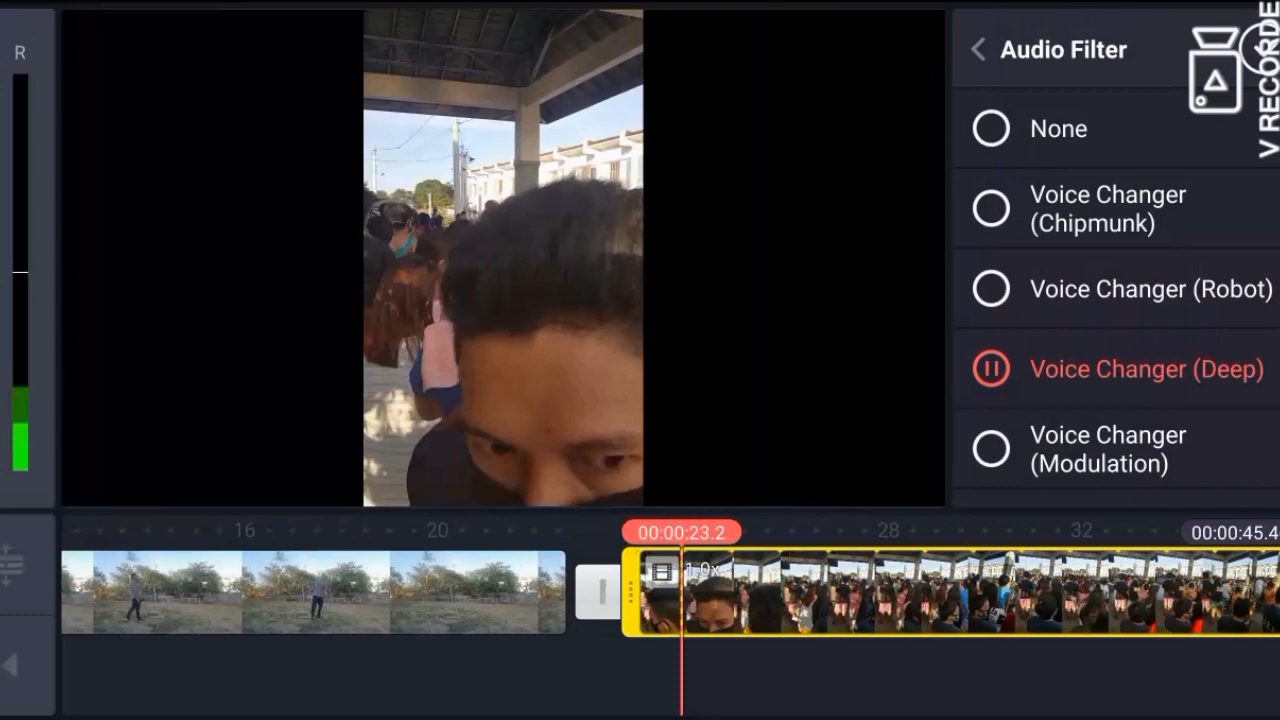 R
Audio Filter
V RECORDE
None
Voice Changer
(Chipmunk)
Voice Changer (Robot)
Voice Changer (Deep)
Voice Changer
(Modulation)
16
20
00:00:23.2
28
32
00:00:45.4
1.0x